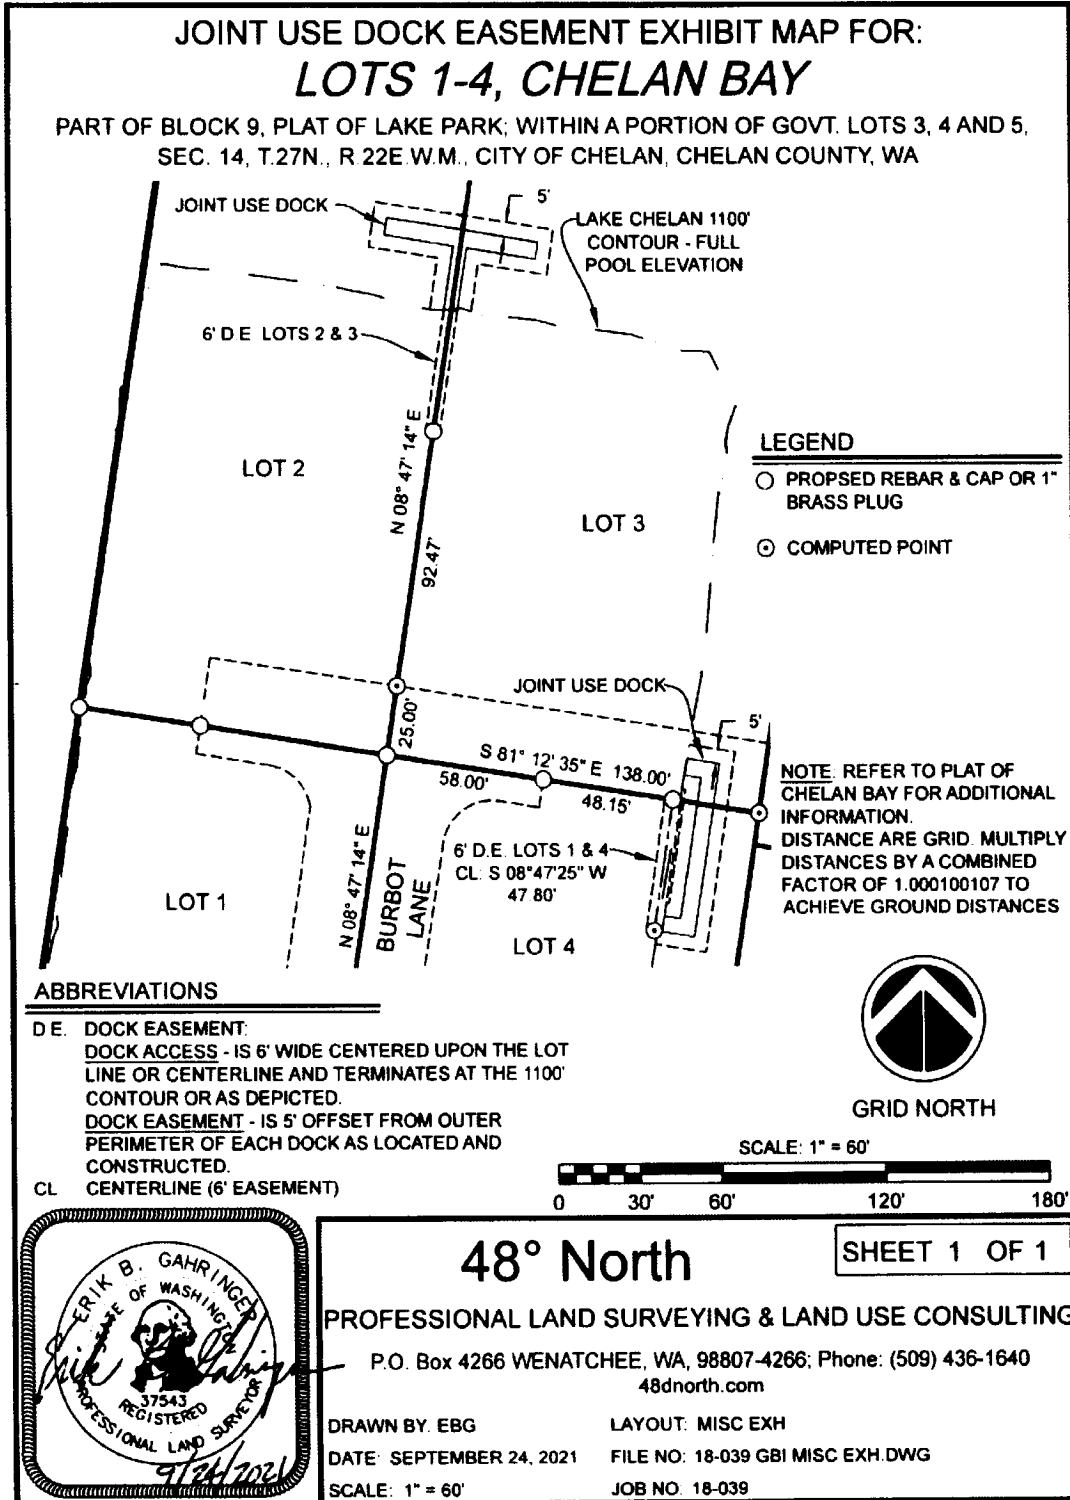 JOINT USE DOCK EASEMENT EXHIBIT MAP FOR:
LOTS 1-4, CHELAN BAY
PART OF BLOCK 9, PLAT OF LAKE PARK; WITHIN A PORTION OF GOVT. LOTS 3, 4 AND 5,
SEC. 14, T.27N., R.22E.W.M., CITY OF CHELAN, CHELAN COUNTY, WA
JOINT USE DOCK
5'
LAKE CHELAN 1100'
CONTOUR - FULL
POOL ELEVATION
6' D.E LOTS 2 & 3
N 08° 47' 14" E
92.47'
LOT 2
LOT 3
LEGEND
PROPSED REBAR & CAP OR 1"
BRASS PLUG
COMPUTED POINT
JOINT USE DOCK
5'
25.00'
S 81° 12' 35" E 138.00'
58.00'
48.15'
NOTE: REFER TO PLAT OF
CHELAN BAY FOR ADDITIONAL
INFORMATION.
DISTANCE ARE GRID. MULTIPLY
DISTANCES BY A COMBINED
FACTOR OF 1.000100107 TO
ACHIEVE GROUND DISTANCES
6' D.E. LOTS 1 & 4
CL: S 08°47'25" W
47.80'
LOT 1
N 08° 47' 14" E
BURBOT
LANE
LOT 4
ABBREVIATIONS
D.E. DOCK EASEMENT:
DOCK ACCESS - IS 6' WIDE CENTERED UPON THE LOT
LINE OR CENTERLINE AND TERMINATES AT THE 1100'
CONTOUR OR AS DEPICTED.
DOCK EASEMENT - IS 5' OFFSET FROM OUTER
PERIMETER OF EACH DOCK AS LOCATED AND
CONSTRUCTED.
CL CENTERLINE (6' EASEMENT)
GRID NORTH
SCALE: 1" = 60'
0 30' 60' 120' 180'
ERIK B. GAHRINGER
STATE OF WASHINGTON
37543
REGISTERED
PROFESSIONAL LAND SURVEYOR
9/24/2021
48° North
SHEET 1 OF 1
PROFESSIONAL LAND SURVEYING & LAND USE CONSULTING
P.O. Box 4266 WENATCHEE, WA, 98807-4266; Phone: (509) 436-1640
48dnorth.com
DRAWN BY: EBG LAYOUT: MISC EXH
DATE: SEPTEMBER 24, 2021 FILE NO: 18-039 GBI MISC EXH.DWG
SCALE: 1" = 60' JOB NO: 18-039